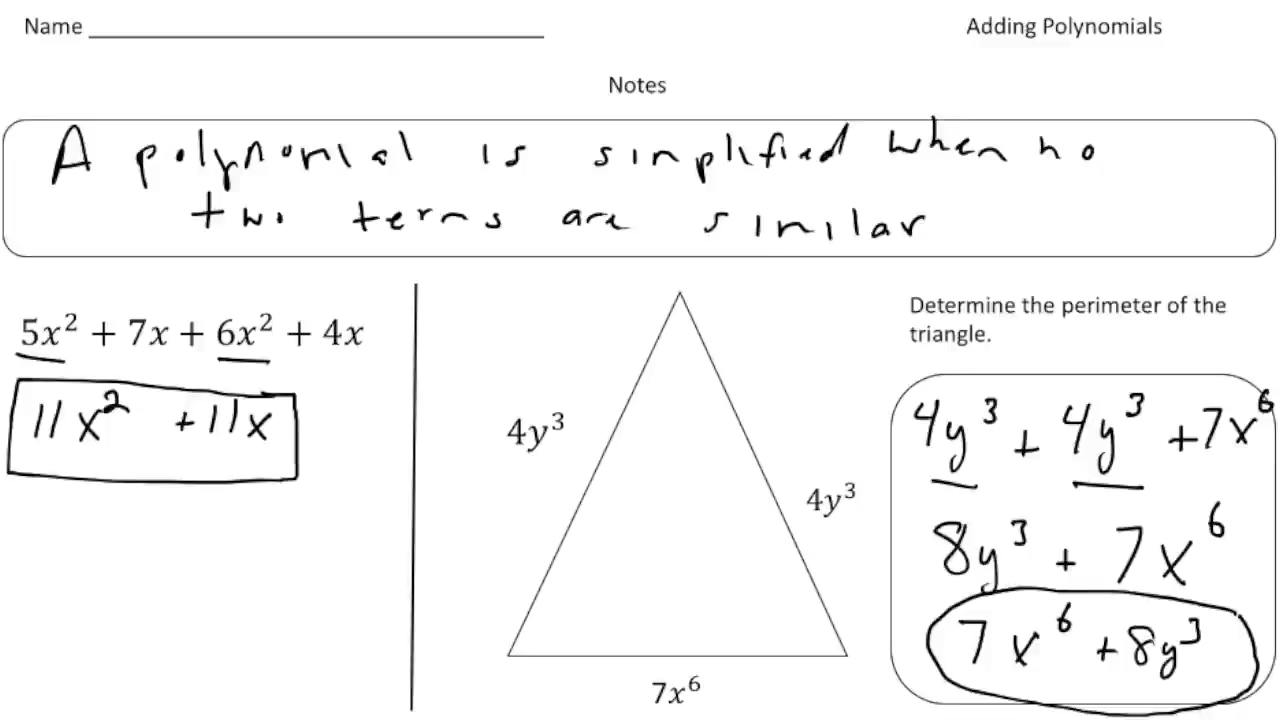 Name
Adding Polynomials
Notes
A polynomial is simplified when no
two terms are similar
5x² + 7x + 6x² + 4x
11x² + 11x
4y³
4y³
7x⁶
Determine the perimeter of the
triangle.
4y³ + 4y³ + 7x⁶
8y³ + 7x⁶
7x⁶ + 8y³